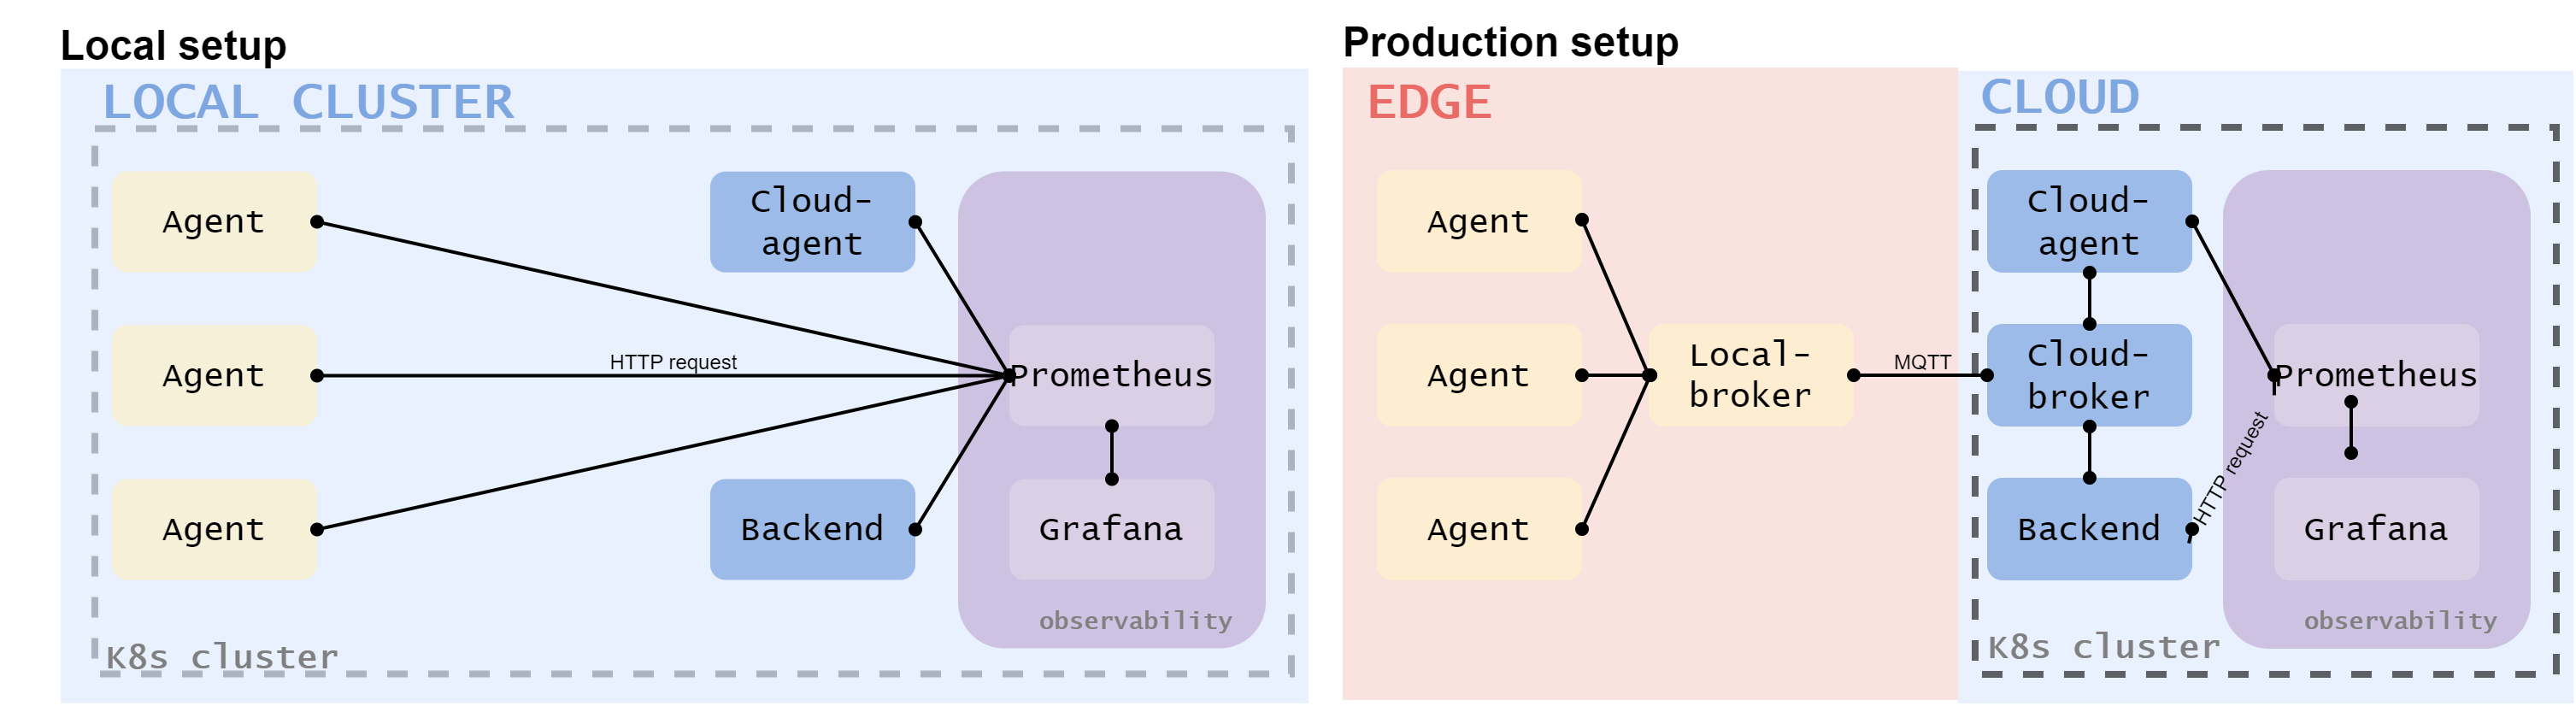 Local setup
LOCAL CLUSTER
Agent
Cloud-
agent
Agent
HTTP request
Prometheus
Agent
Backend
Grafana
observability
K8s cluster
Production setup
EDGE
CLOUD
Agent
Cloud-
agent
Agent
Local-
broker
MQTT
Cloud-
broker
Prometheus
HTTP request
Agent
Backend
Grafana
observability
K8s cluster